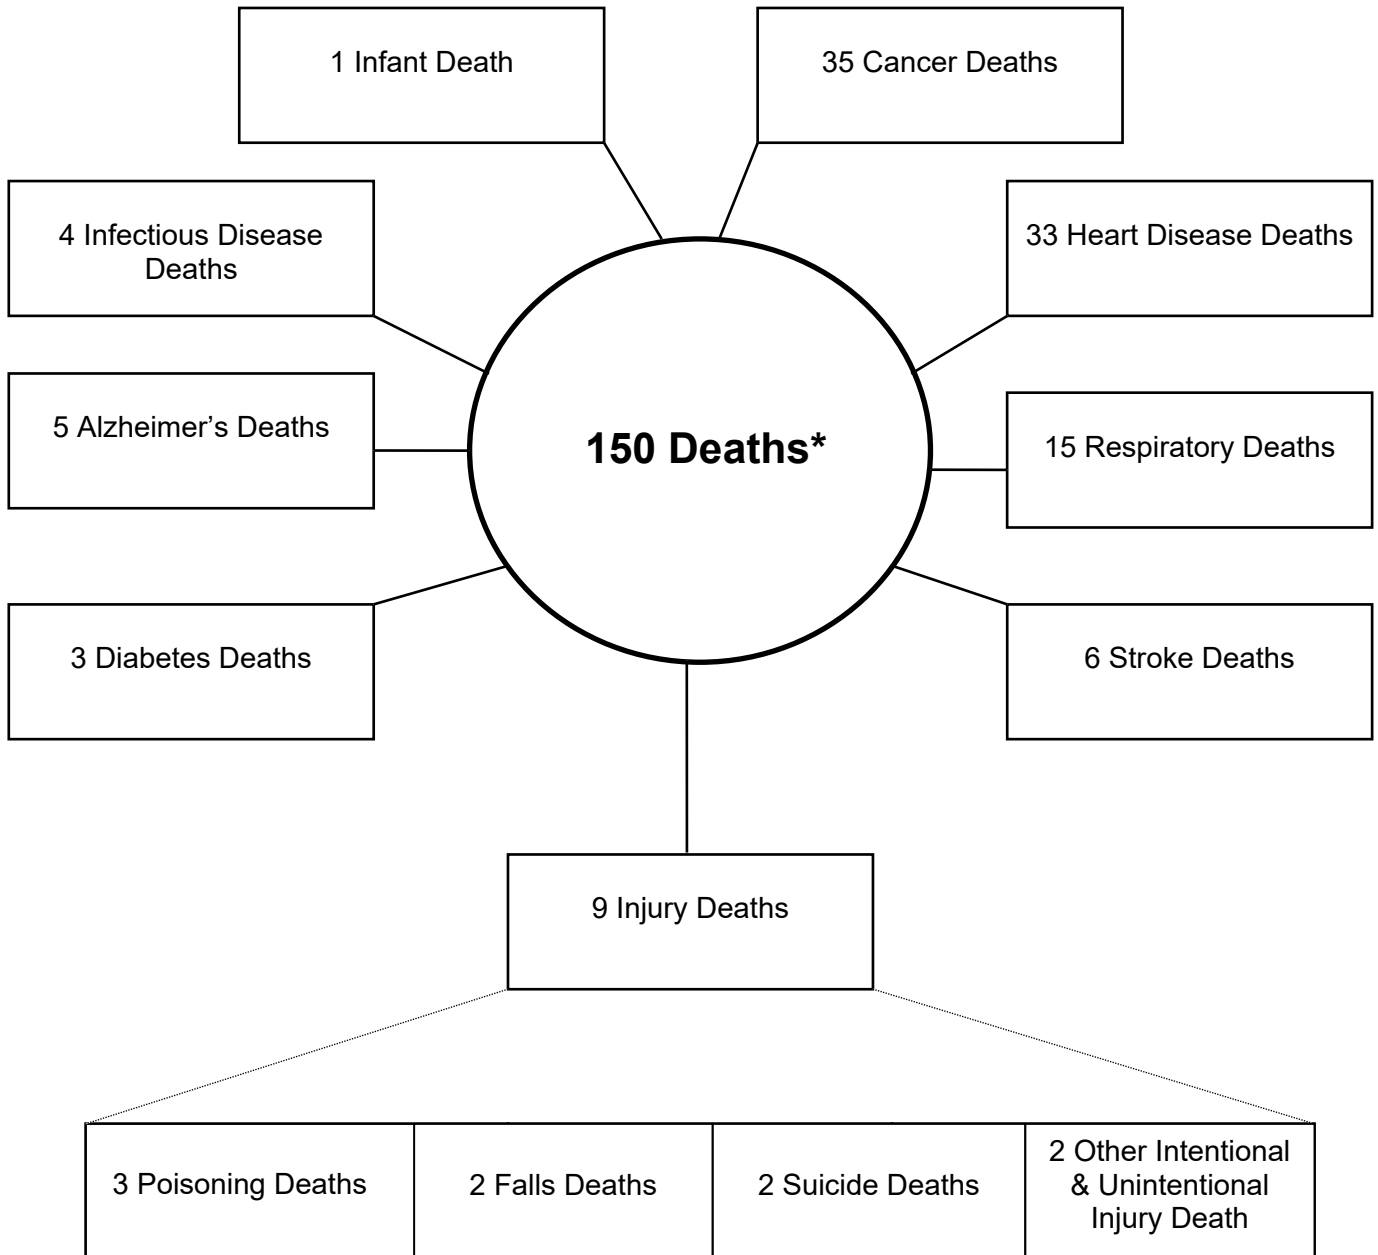 1 Infant Death
35 Cancer Deaths
4 Infectious Disease
Deaths
33 Heart Disease Deaths
5 Alzheimer’s Deaths
150 Deaths*
15 Respiratory Deaths
3 Diabetes Deaths
6 Stroke Deaths
9 Injury Deaths
3 Poisoning Deaths
2 Falls Deaths
2 Suicide Deaths
2 Other Intentional
& Unintentional
Injury Death